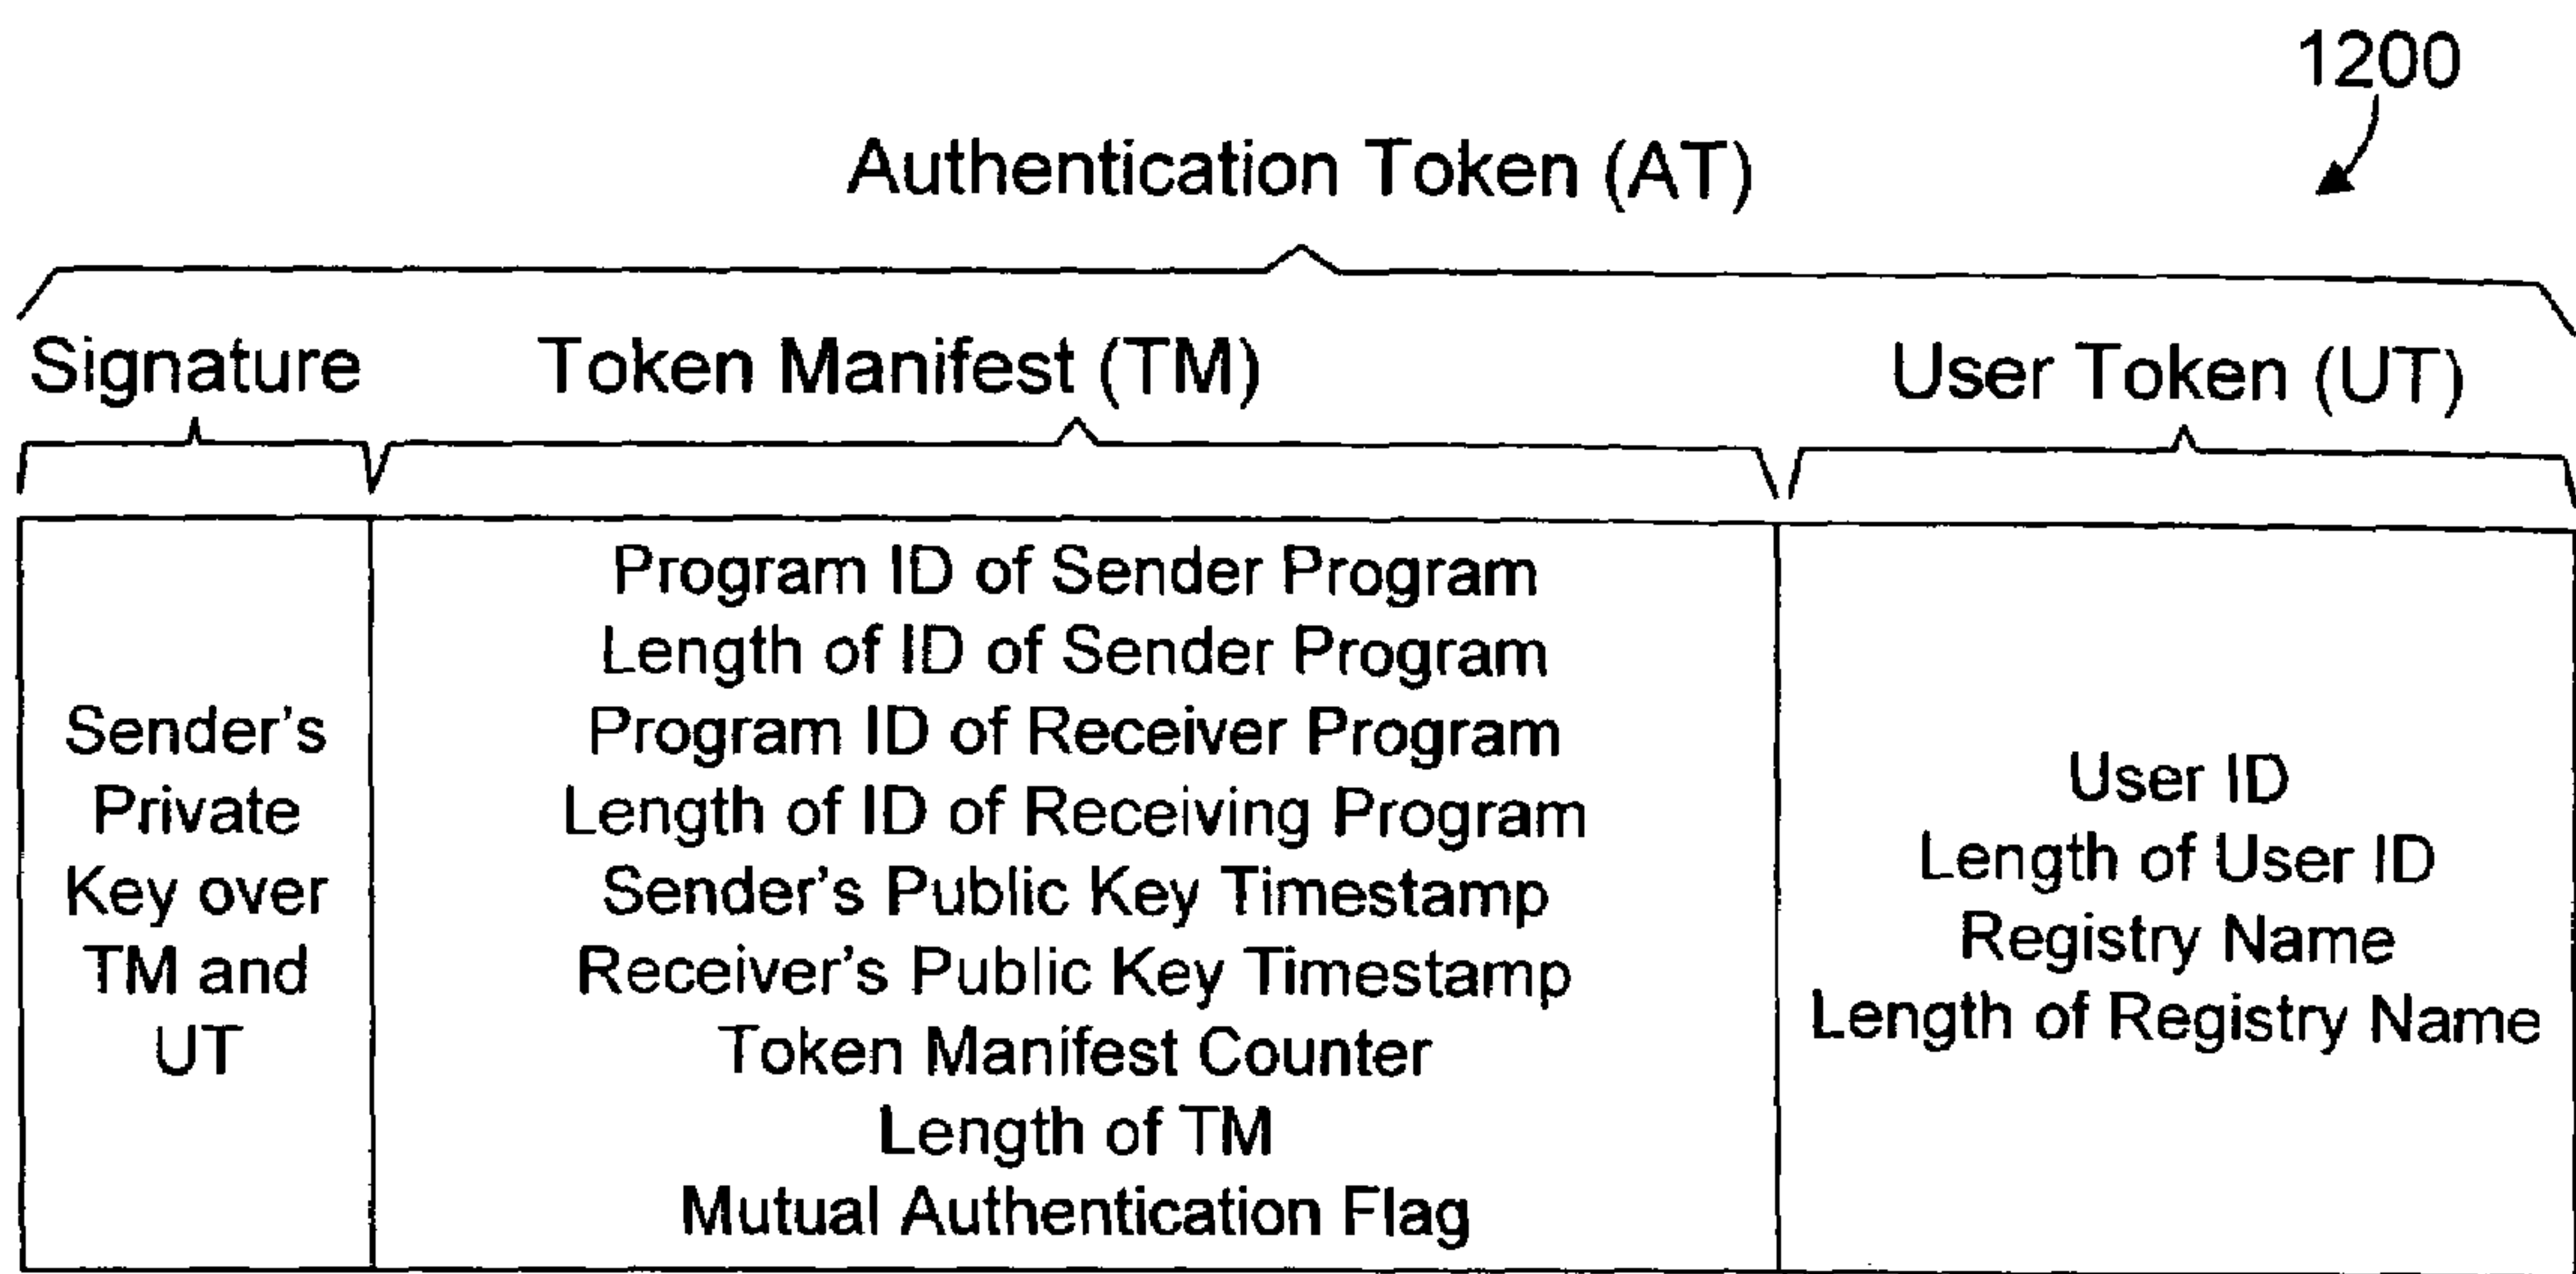 1200
Authentication Token (AT)
Signature
Token Manifest (TM)
User Token (UT)
Sender's
Private
Key over
TM and
UT
Program ID of Sender Program
Length of ID of Sender Program
Program ID of Receiver Program
Length of ID of Receiving Program
Sender's Public Key Timestamp
Receiver's Public Key Timestamp
Token Manifest Counter
Length of TM
Mutual Authentication Flag
User ID
Length of User ID
Registry Name
Length of Registry Name